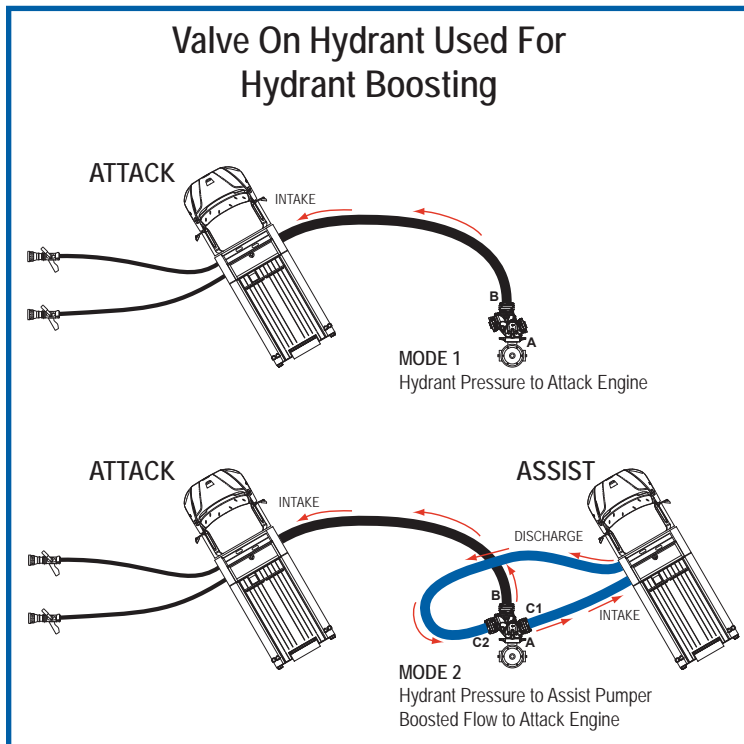 Valve On Hydrant Used For
Hydrant Boosting
ATTACK
INTAKE
B
A
MODE 1
Hydrant Pressure to Attack Engine
ATTACK
ASSIST
INTAKE
DISCHARGE
B
C1
INTAKE
C2
A
MODE 2
Hydrant Pressure to Assist Pumper
Boosted Flow to Attack Engine